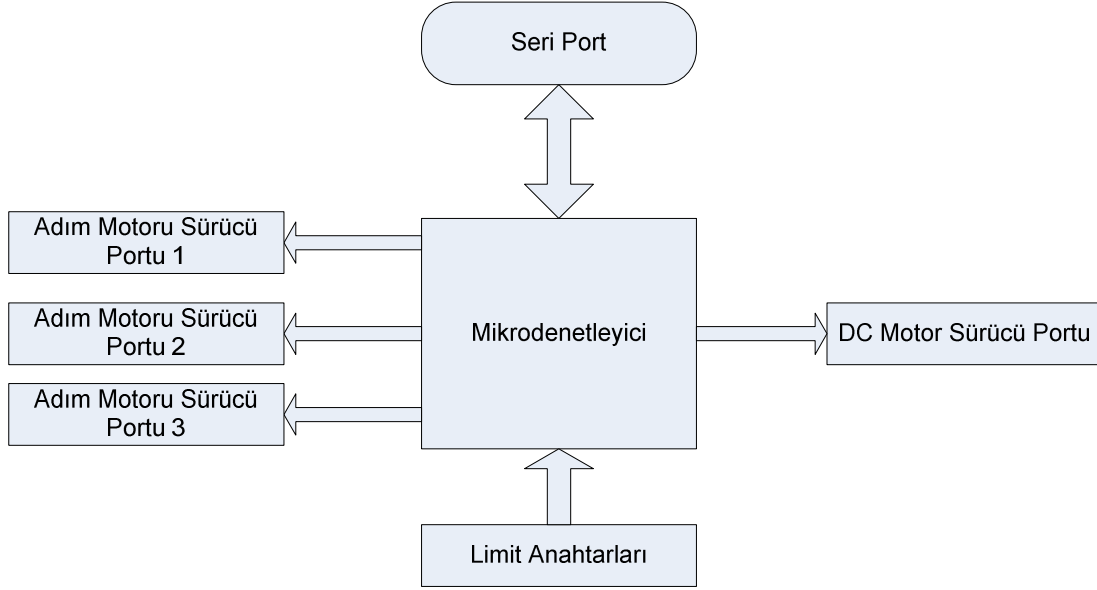 Seri Port
Adım Motoru Sürücü
Portu 1
Adım Motoru Sürücü
Portu 2
Adım Motoru Sürücü
Portu 3
Mikrodenetleyici
DC Motor Sürücü Portu
Limit Anahtarları